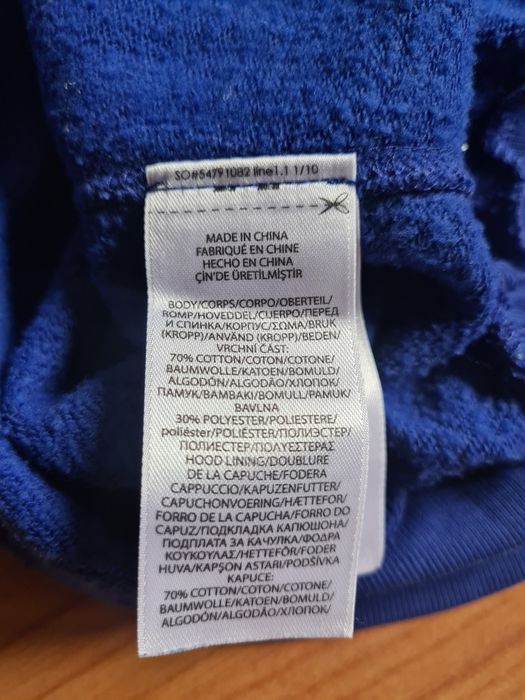 SO#54791082 line1.1 1/10
MADE IN CHINA
FABRIQUÉ EN CHINE
HECHO EN CHINA
ÇİN'DE ÜRETİLMİŞTİR
BODY/CORPS/CORPO/OBERTEIL/
ROMP/HOVEDDEL/CUERPO/ПЕРЕД
И СПИНКА/КОРПУС/ΣΩΜΑ/BRUK
(KROPP)/ANVÄND (KROPP)/BEDEN/
VRCHNÍ ČÁST:
70% COTTON/COTON/COTONE/
BAUMWOLLE/KATOEN/BOMULD/
ALGODÓN/ALGODÃO/ХЛОПОК/
ПАМУК/ΒΑΜΒΑΚΙ/BOMULL/PAMUK/
BAVLNA
30% POLYESTER/POLIESTERE/
poliéster/POLIÉSTER/ПОЛИЭСТЕР/
ПОЛИЕСТЕР/ΠΟΛΥΕΣΤΕΡΑΣ
HOOD LINING/DOUBLURE
DE LA CAPUCHE/FODERA
CAPPUCCIO/KAPUZENFUTTER/
CAPUCHONVOERING/HÆTTEFOR/
FORRO DE LA CAPUCHA/FORRO DO
CAPUZ/ПОДКЛАДКА КАПЮШОНА/
ПОДПЛАТА ЗА КАЧУЛКА/ΦΟΔΡΑ
ΚΟΥΚΟΥΛΑΣ/HETTEFÔR/FODER
HUVA/KAPŞON ASTARI/PODŠÍVKA
KAPUCE:
70% COTTON/COTON/COTONE/
BAUMWOLLE/KATOEN/BOMULD/
ALGODÓN/ALGODÃO/ХЛОПОК/